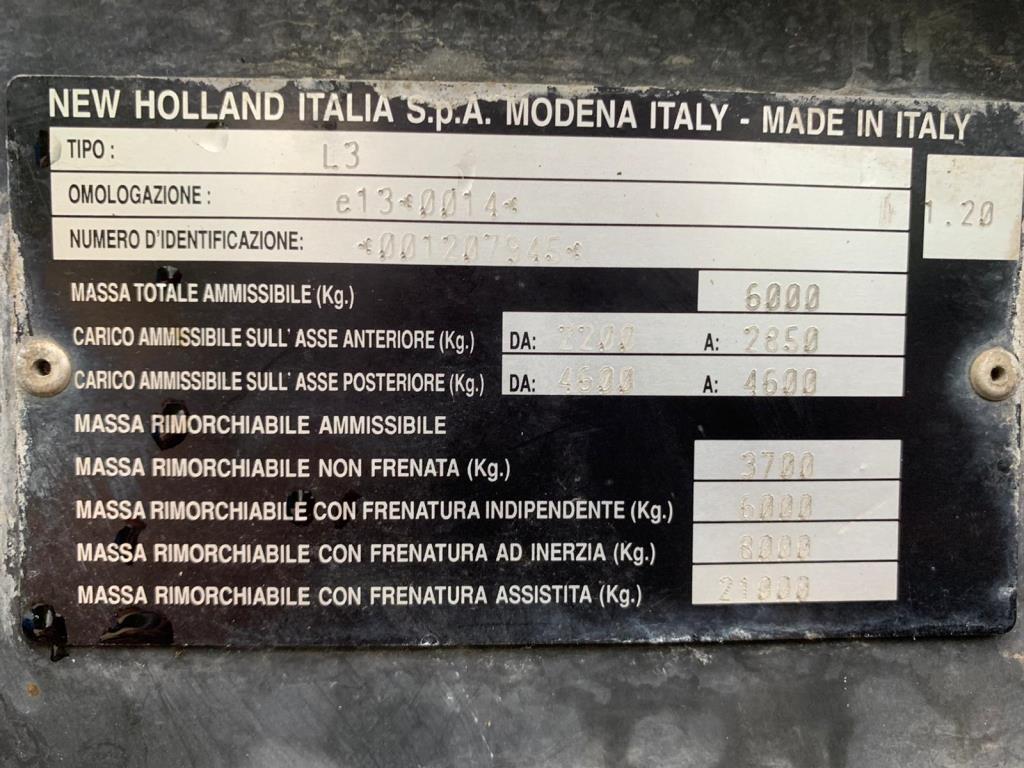 NEW HOLLAND ITALIA S.p.A. MODENA ITALY - MADE IN ITALY
TIPO : L3
OMOLOGAZIONE : e13*0014* 1.20
NUMERO D'IDENTIFICAZIONE: *001207945*
MASSA TOTALE AMMISSIBILE (Kg.) 6000
CARICO AMMISSIBILE SULL' ASSE ANTERIORE (Kg.) DA: 2200 A: 2850
CARICO AMMISSIBILE SULL' ASSE POSTERIORE (Kg.) DA: 4600 A: 4600
MASSA RIMORCHIABILE AMMISSIBILE
MASSA RIMORCHIABILE NON FRENATA (Kg.) 3700
MASSA RIMORCHIABILE CON FRENATURA INDIPENDENTE (Kg.) 6000
MASSA RIMORCHIABILE CON FRENATURA AD INERZIA (Kg.) 8000
MASSA RIMORCHIABILE CON FRENATURA ASSISTITA (Kg.) 21000